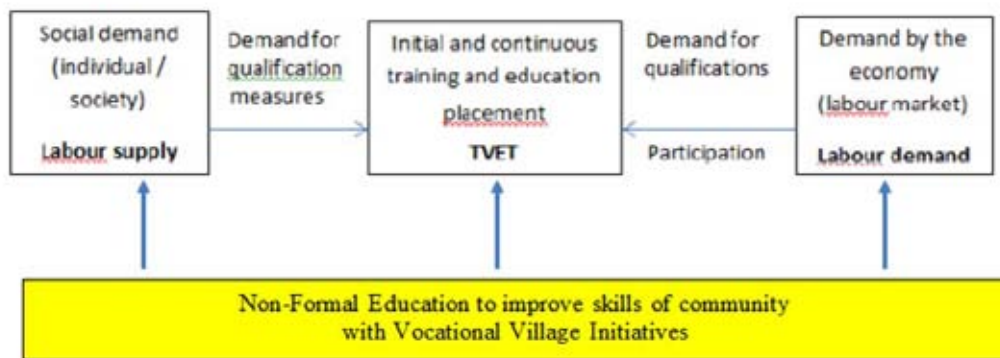 Social demand
(individual /
society)
Labour supply
Demand for
qualification
measures
Initial and continuous
training and education
placement
TVET
Demand for
qualifications
Participation
Demand by the
economy
(labour market)
Labour demand
Non-Formal Education to improve skills of community
with Vocational Village Initiatives